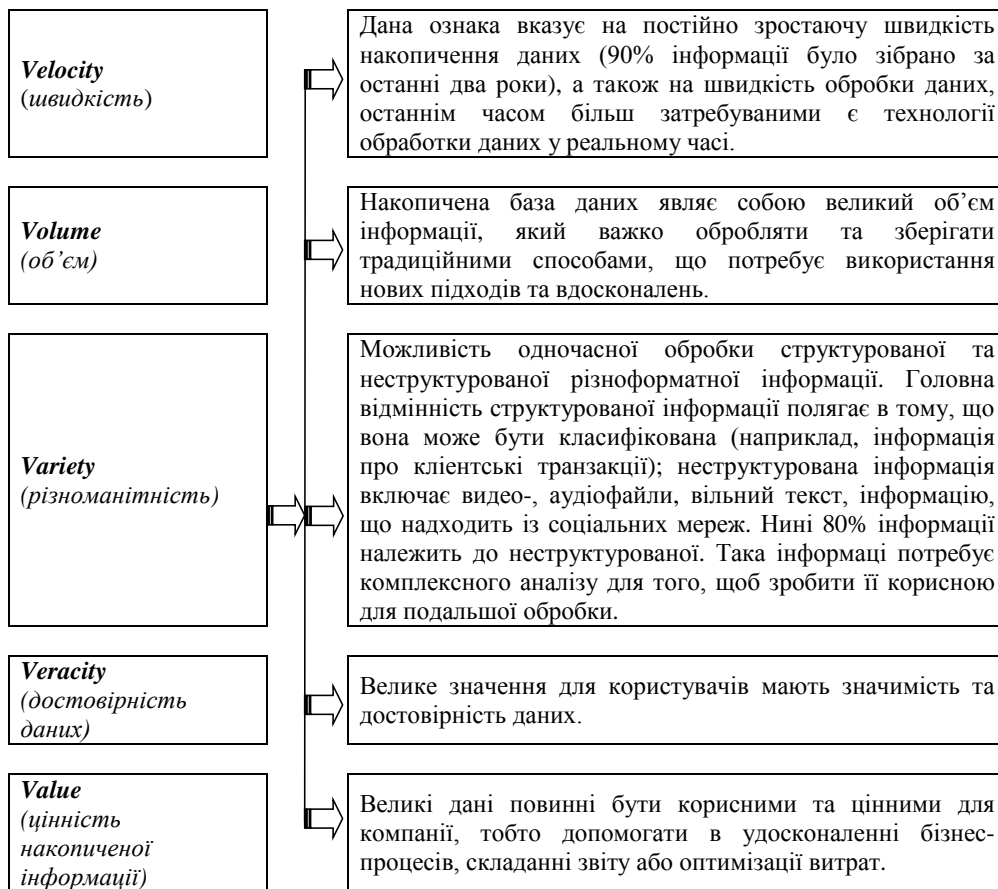 Velocity
(швидкість)
Дана ознака вказує на постійно зростаючу швидкість
накопичення даних (90% інформації було зібрано за
останні два роки), а також на швидкість обробки даних,
останнім часом більш затребуваними є технології
обработки даних у реальному часі.
Volume
(об’єм)
Накопичена база даних являє собою великий об’єм
інформації, який важко обробляти та зберігати
традиційними способами, що потребує використання
нових підходів та вдосконалень.
Variety
(різноманітність)
Можливість одночасної обробки структурованої та
неструктурованої різноформатної інформації. Головна
відмінність структурованої інформації полягає в тому, що
вона може бути класифікована (наприклад, інформація
про кліентські транзакції); неструктурована інформація
включає видео-, аудіофайли, вільний текст, інформацію,
що надходить із соціальних мереж. Нині 80% інформації
належить до неструктурованої. Така інформаці потребує
комплексного аналізу для того, щоб зробити її корисною
для подальшої обробки.
Veracity
(достовірність
даних)
Велике значення для користувачів мають значимість та
достовірність даних.
Value
(цінність
накопиченої
інформації)
Великі дані повинні бути корисними та цінними для
компанії, тобто допомогати в удосконаленні бізнес-
процесів, складанні звіту або оптимізації витрат.